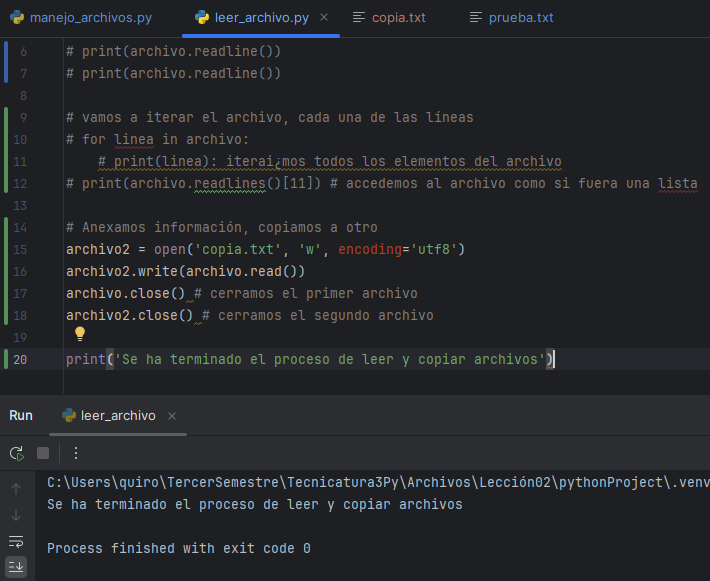 manejo_archivos.py leer_archivo.py × copia.txt prueba.txt
6 # print(archivo.readline())
7 # print(archivo.readline())
8
9 # vamos a iterar el archivo, cada una de las líneas
10 # for linea in archivo:
11 # print(linea): iterai¿mos todos los elementos del archivo
12 # print(archivo.readlines()[11]) # accedemos al archivo como si fuera una lista
13
14 # Anexamos información, copiamos a otro
15 archivo2 = open('copia.txt', 'w', encoding='utf8')
16 archivo2.write(archivo.read())
17 archivo.close() # cerramos el primer archivo
18 archivo2.close() # cerramos el segundo archivo
19
20 print('Se ha terminado el proceso de leer y copiar archivos')
Run leer_archivo ×
C:\Users\quiro\TercerSemestre\Tecnicatura3Py\Archivos\Lección02\pythonProject\.venv
Se ha terminado el proceso de leer y copiar archivos
Process finished with exit code 0